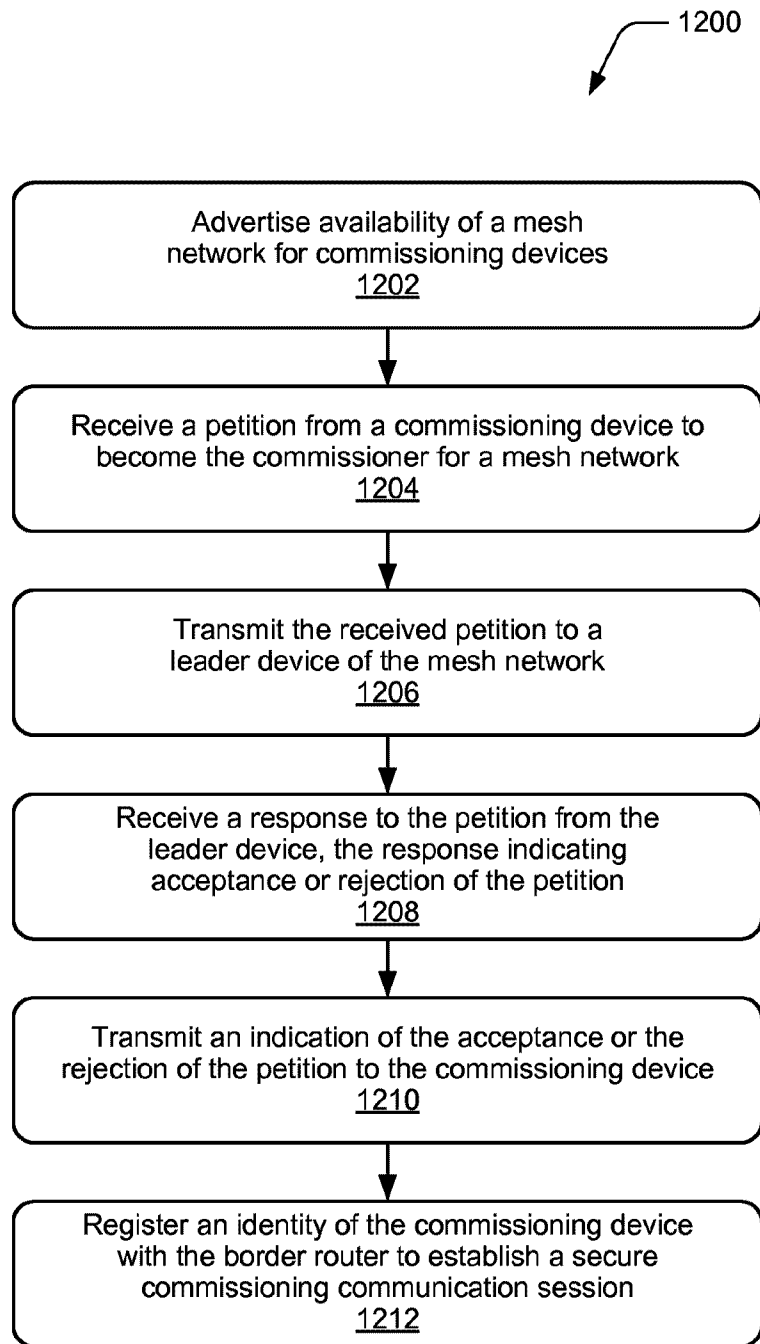 1200
Advertise availability of a mesh
network for commissioning devices
1202
Receive a petition from a commissioning device to
become the commissioner for a mesh network
1204
Transmit the received petition to a
leader device of the mesh network
1206
Receive a response to the petition from the
leader device, the response indicating
acceptance or rejection of the petition
1208
Transmit an indication of the acceptance or the
rejection of the petition to the commissioning device
1210
Register an identity of the commissioning device
with the border router to establish a secure
commissioning communication session
1212